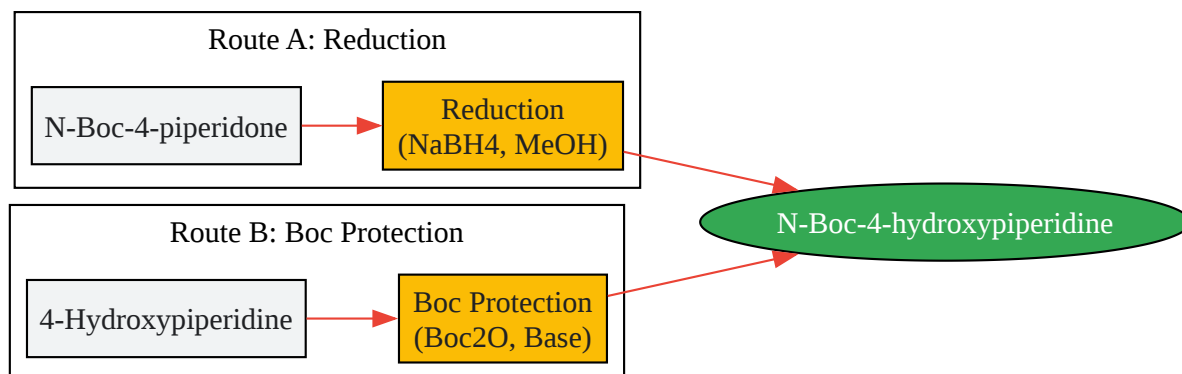 Route A: Reduction
N-Boc-4-piperidone
Reduction
(NaBH4, MeOH)
N-Boc-4-hydroxypiperidine
Route B: Boc Protection
4-Hydroxypiperidine
Boc Protection
(Boc2O, Base)